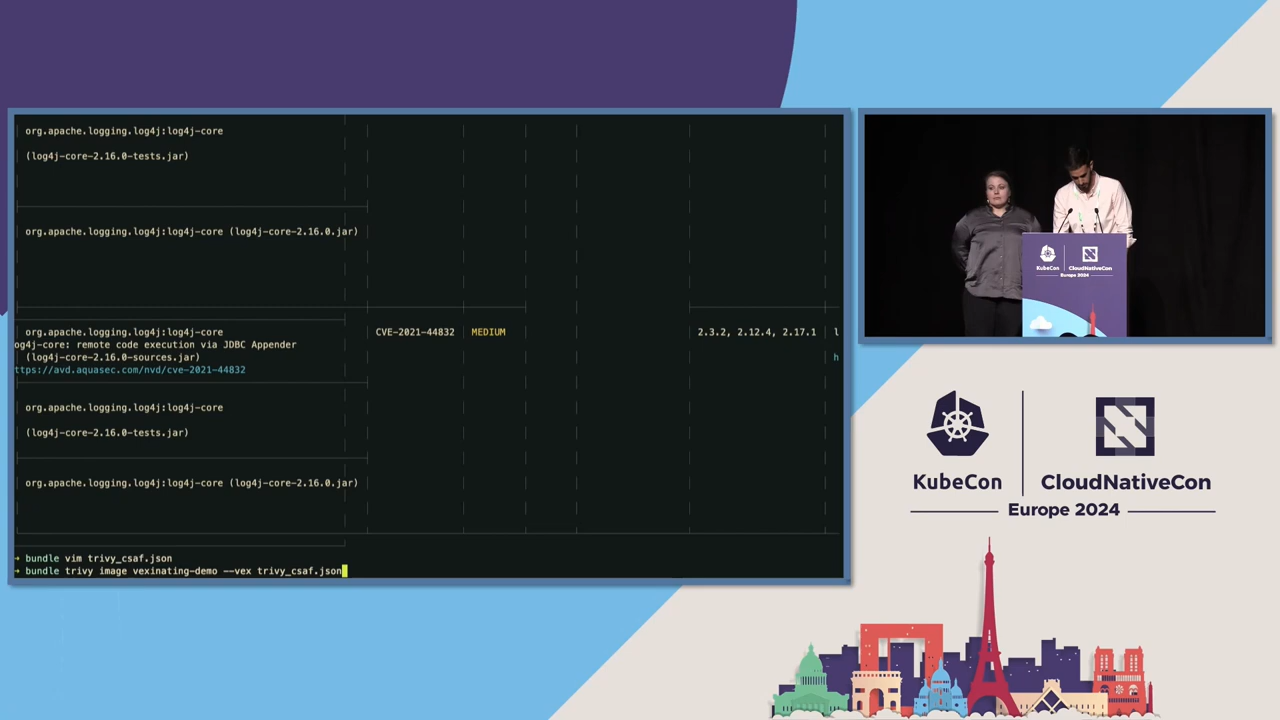 org.apache.logging.log4j:log4j-core
(log4j-core-2.16.0-tests.jar)
org.apache.logging.log4j:log4j-core (log4j-core-2.16.0.jar)
org.apache.logging.log4j:log4j-core CVE-2021-44832 MEDIUM 2.3.2, 2.12.4, 2.17.1 l
og4j-core: remote code execution via JDBC Appender
(log4j-core-2.16.0-sources.jar) h
ttps://avd.aquasec.com/nvd/cve-2021-44832
org.apache.logging.log4j:log4j-core
(log4j-core-2.16.0-tests.jar)
org.apache.logging.log4j:log4j-core (log4j-core-2.16.0.jar)
→ bundle vim trivy_csaf.json
→ bundle trivy image vexinating-demo --vex trivy_csaf.json
KubeCon CloudNativeCon
Europe 2024
KubeCon CloudNativeCon
Europe 2024